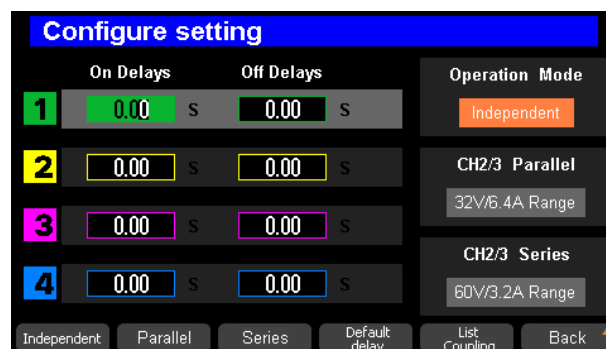 Configure setting
On Delays Off Delays
1 0.00 S 0.00 S
2 0.00 S 0.00 S
3 0.00 S 0.00 S
4 0.00 S 0.00 S
Operation Mode
Independent
CH2/3 Parallel
32V/6.4A Range
CH2/3 Series
60V/3.2A Range
Independent Parallel Series Default delay List Coupling Back